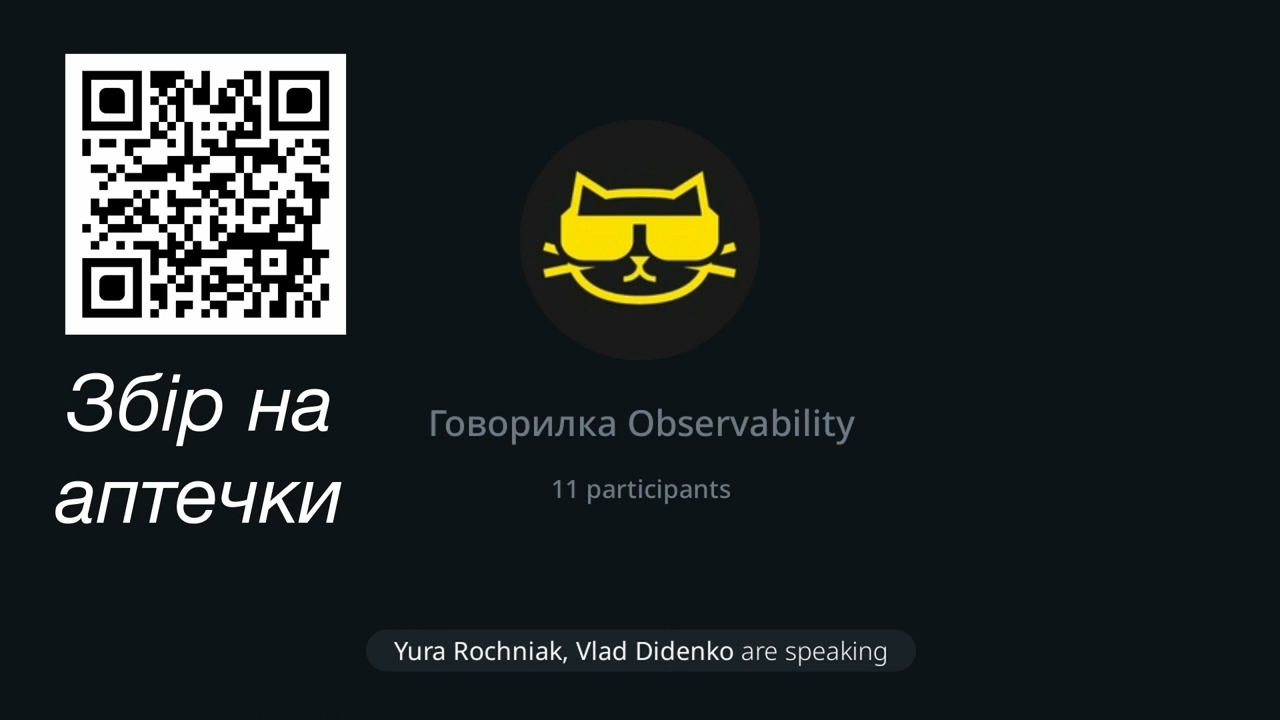 Збір на
аптечки
Говорилка Observability
11 participants
Yura Rochniak, Vlad Didenko are speaking